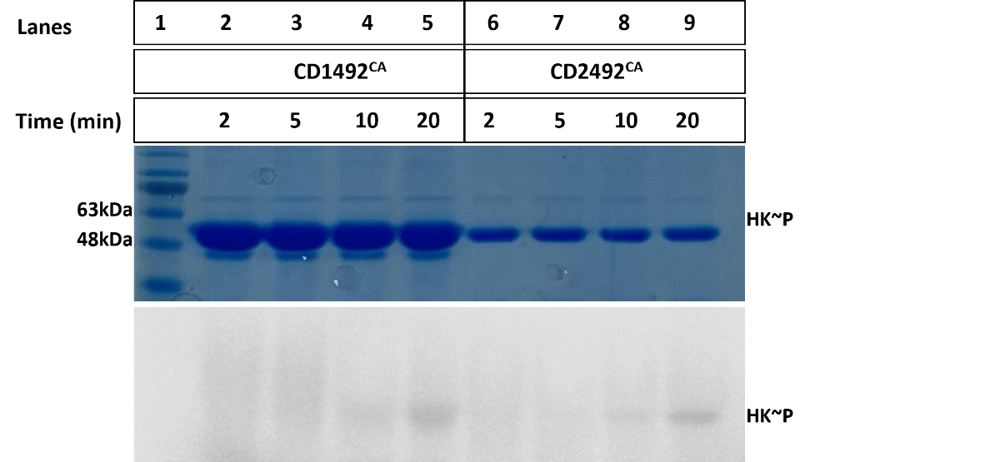 Lanes 1 2 3 4 5 6 7 8 9
CD1492CA CD2492CA
Time (min) 2 5 10 20 2 5 10 20
63kDa HK~P
48kDa
HK~P